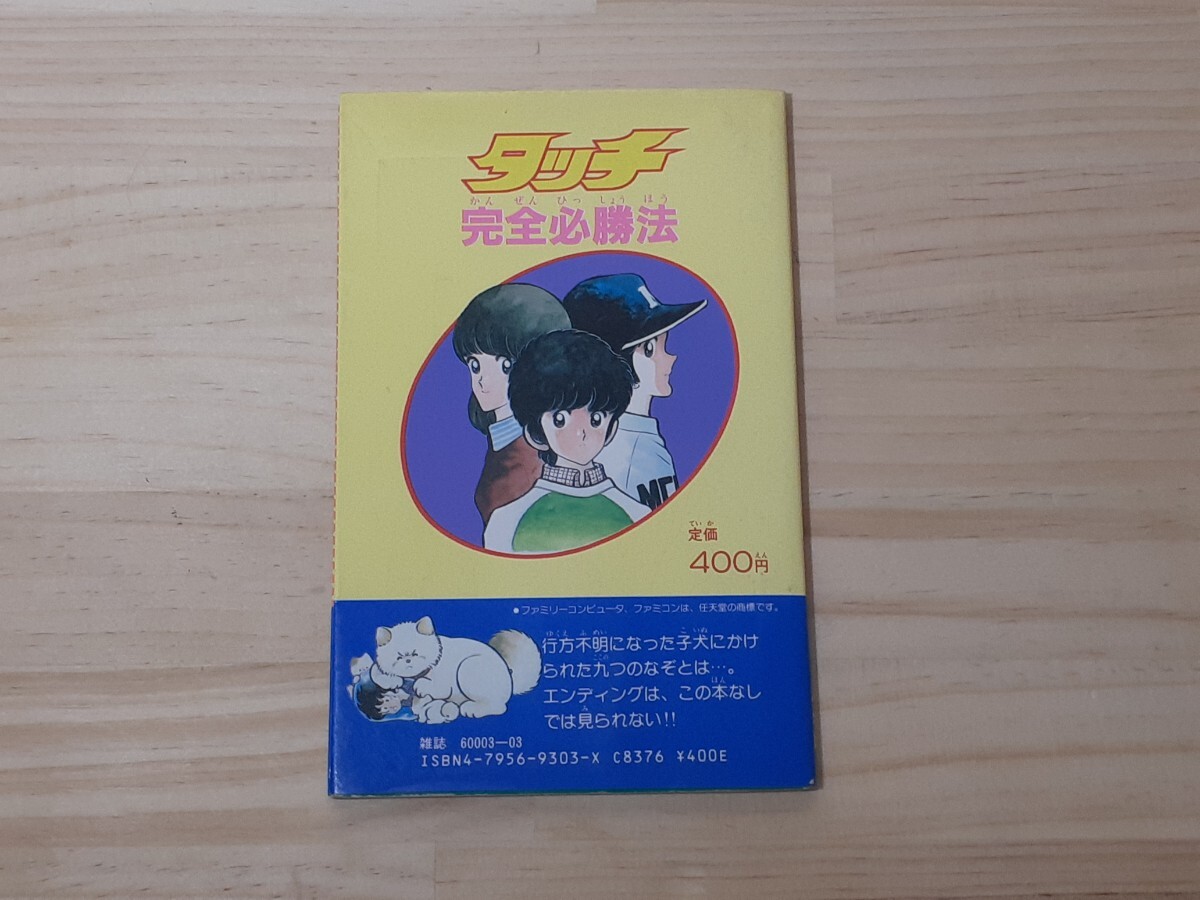 タッチ
かん ぜん ひっ しょう ほう
完全必勝法
MF
てい か
定価
えん
400円
●ファミリーコンピュータ、ファミコンは、任天堂の商標です。
ゆくえ ふ めい こ いぬ
行方不明になった子犬にかけ
ここの
られた九つのなぞとは…。
ほん
エンディングは、この本なし
み
では見られない!!
雑誌 60003-03
ISBN4-7956-9303-X C8376 ¥400E